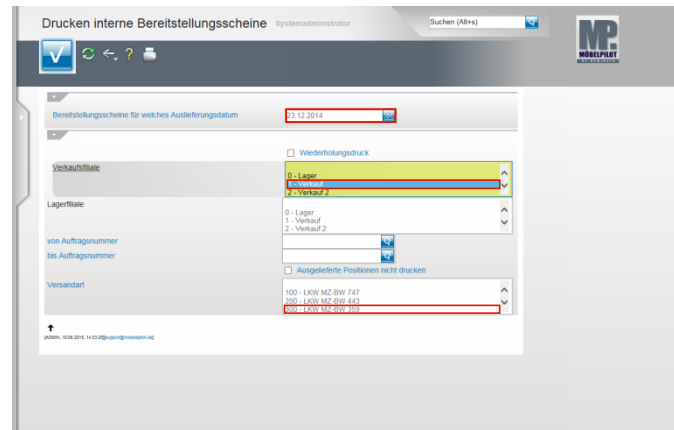 Drucken interne Bereitstellungsscheine Systemadministrator Suchen (Alt+s)
MP
MÖBELPILOT
?
Bereitstellungsscheine für welches Auslieferungsdatum 23.12.2014
Wiederholungsdruck
Verkaufsfiliale
0 - Lager
1 - Verkauf
2 - Verkauf 2
Lagerfiliale
0 - Lager
1 - Verkauf
2 - Verkauf 2
von Auftragsnummer
bis Auftragsnummer
Ausgelieferte Positionen nicht drucken
Versandart
100 - LKW MZ-BW 747
200 - LKW MZ-BW 443
300 - LKW MZ-BW 359